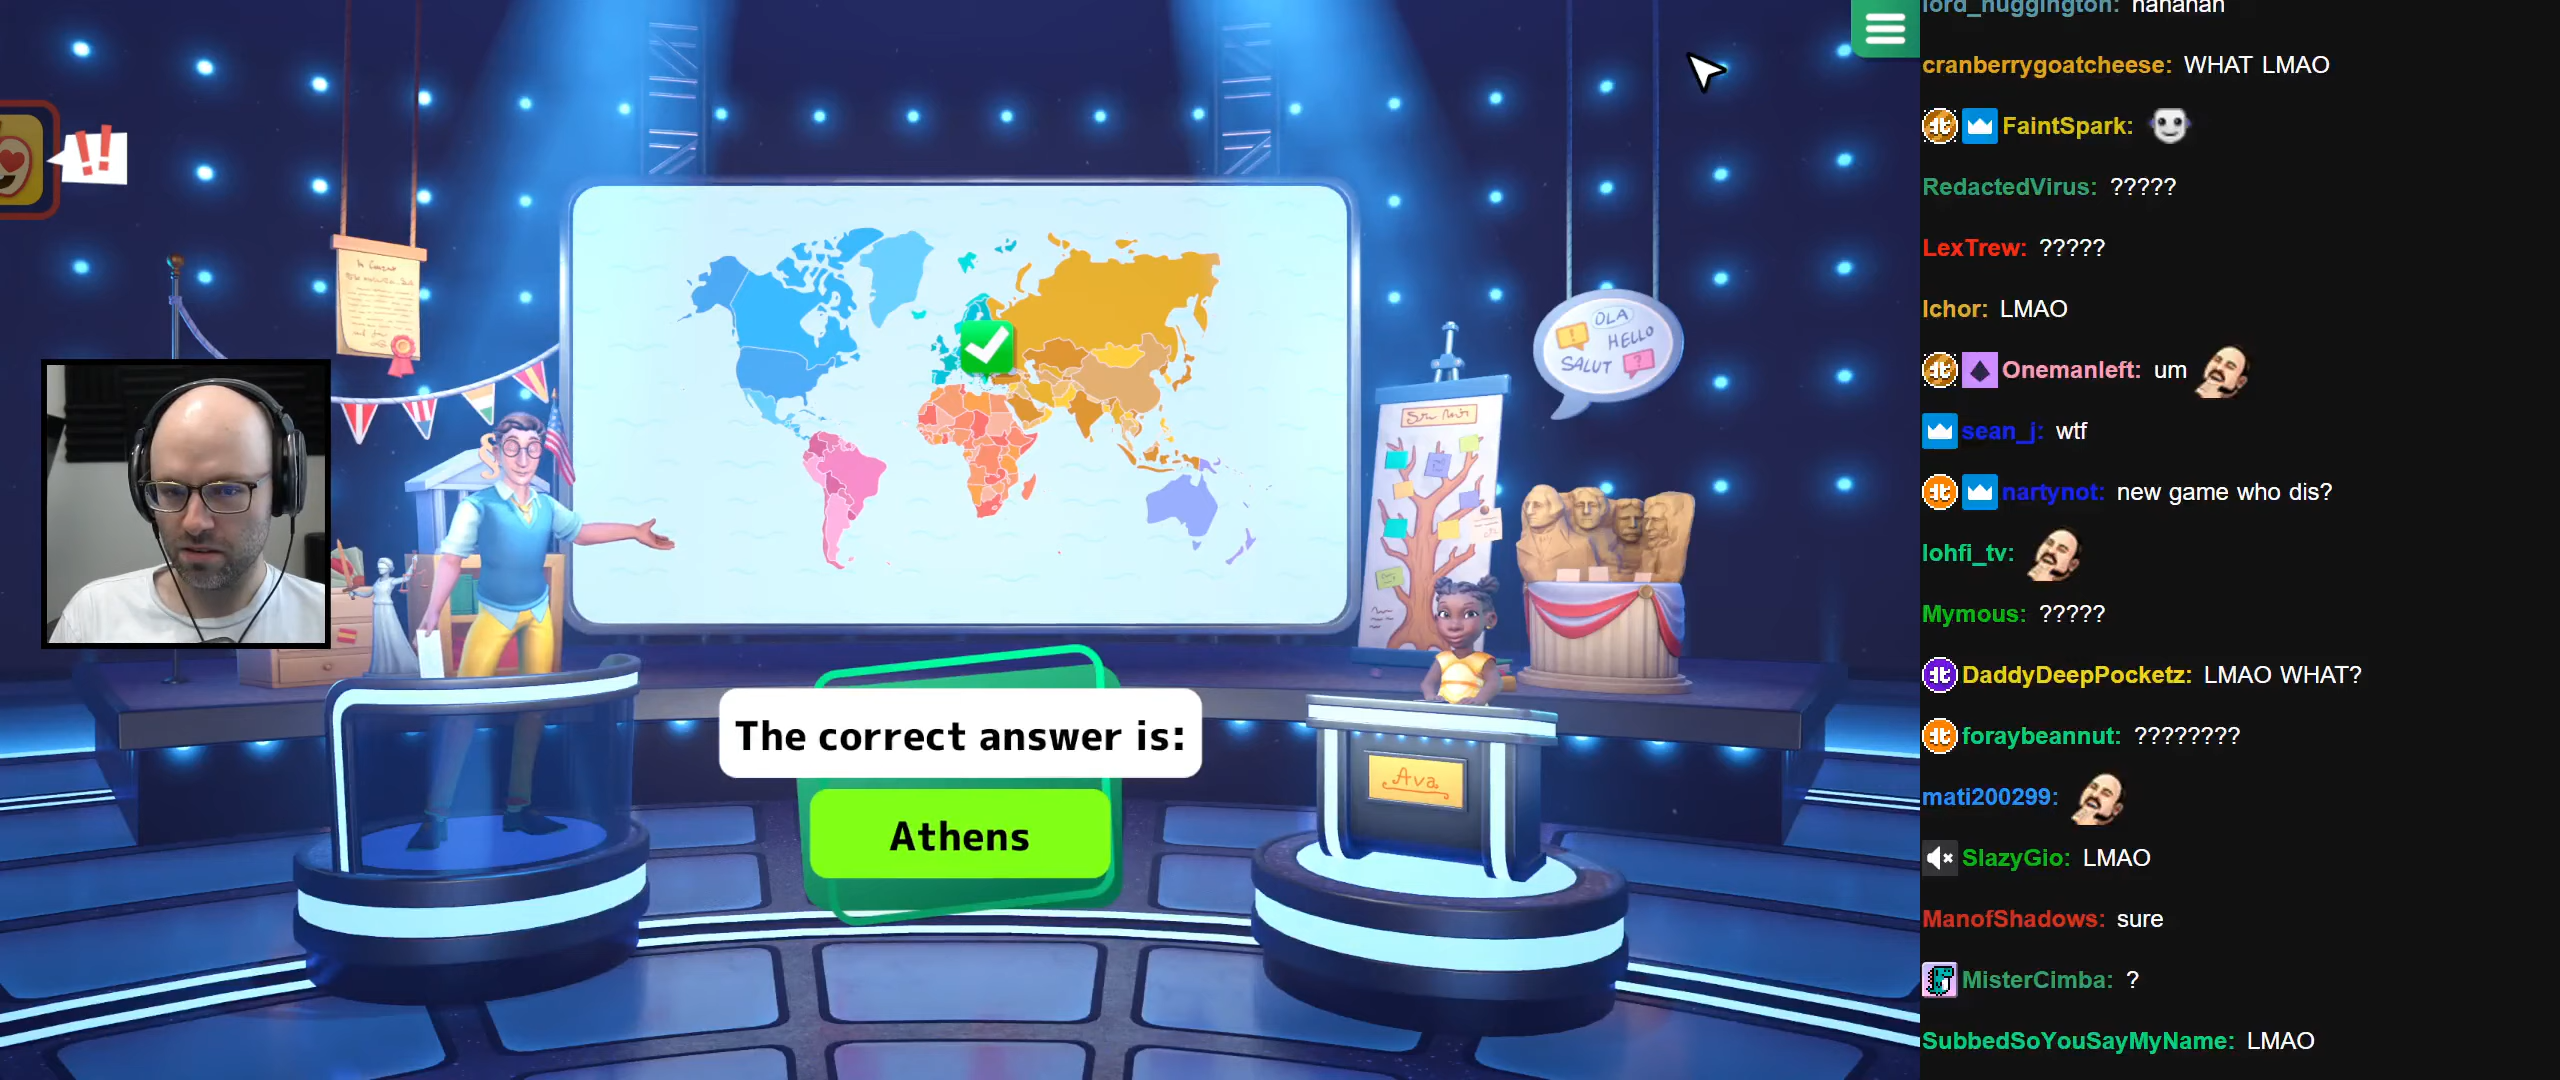 lord_huggington: hahahah
cranberrygoatcheese: WHAT LMAO
FaintSpark:
RedactedVirus: ?????
LexTrew: ?????
Ichor: LMAO
Onemanleft: um
sean_j: wtf
nartynot: new game who dis?
lohfi_tv:
Mymous: ?????
DaddyDeepPocketz: LMAO WHAT?
foraybeannut: ????????
mati200299:
SlazyGio: LMAO
ManofShadows: sure
MisterCimba: ?
SubbedSoYouSayMyName: LMAO
!!
OLA
HELLO
SALUT
!
?
§
The correct answer is:
Athens
Ava